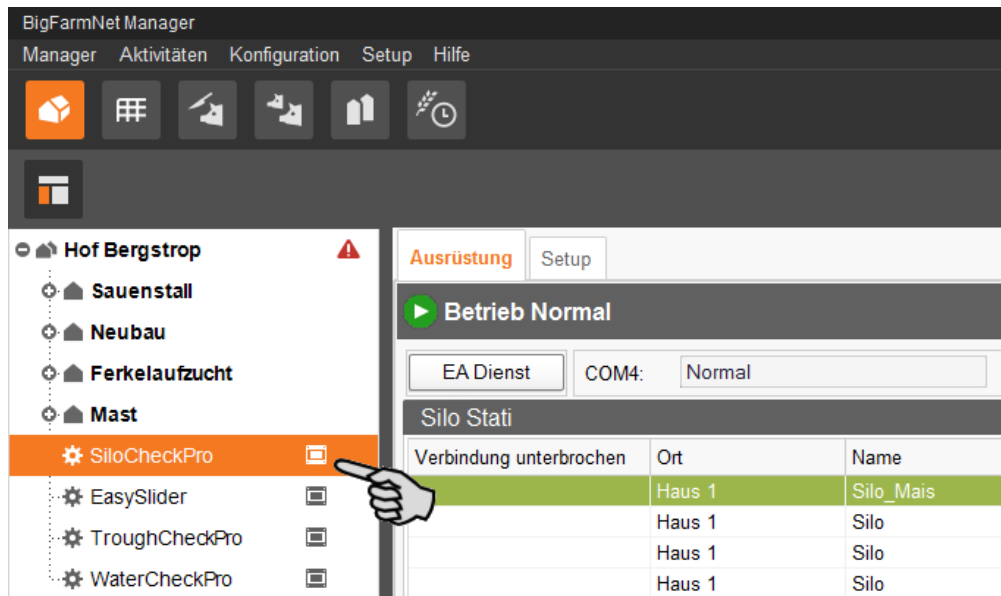 BigFarmNet Manager
Manager Aktivitäten Konfiguration Setup Hilfe
Hof Bergstrop
Sauenstall
Neubau
Ferkelaufzucht
Mast
SiloCheckPro
EasySlider
TroughCheckPro
WaterCheckPro
Ausrüstung Setup
Betrieb Normal
EA Dienst COM4: Normal
Silo Stati
Verbindung unterbrochen Ort Name
Haus 1 Silo_Mais
Haus 1 Silo
Haus 1 Silo
Haus 1 Silo